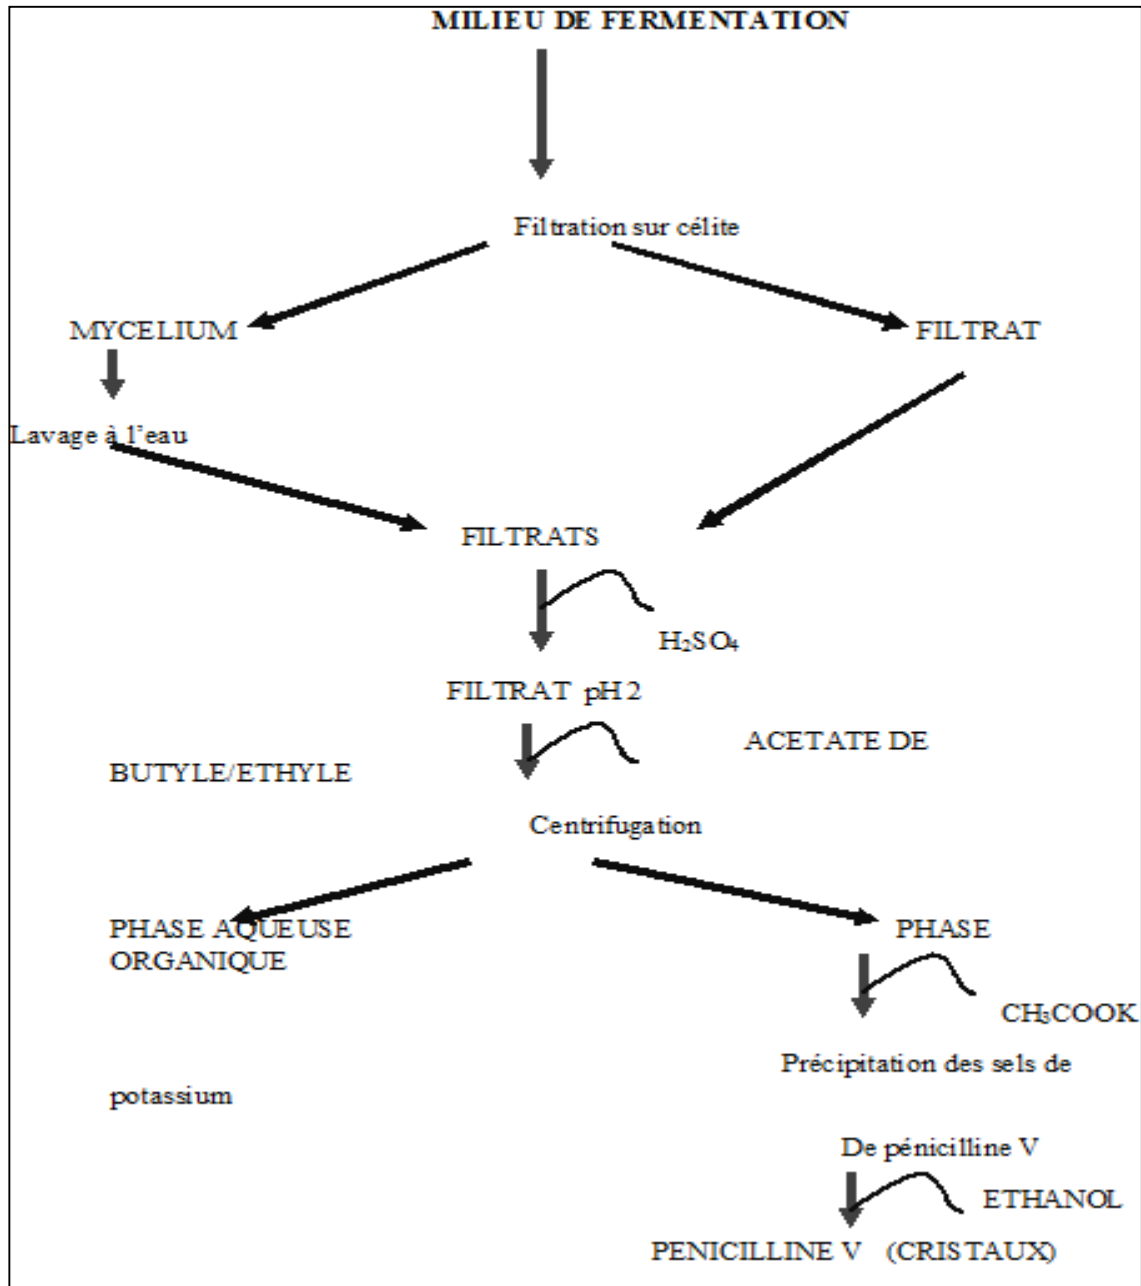 MILIEU DE FERMENTATION
Filtration sur célite
MYCELIUM FILTRAT
Lavage à l'eau
FILTRATS
H₂SO₄
FILTRAT pH 2
ACETATE DE
BUTYLE/ETHYLE
Centrifugation
PHASE AQUEUSE PHASE
ORGANIQUE
CH₃COOK
Précipitation des sels de
potassium
De pénicilline V
ETHANOL
PENICILLINE V (CRISTAUX)